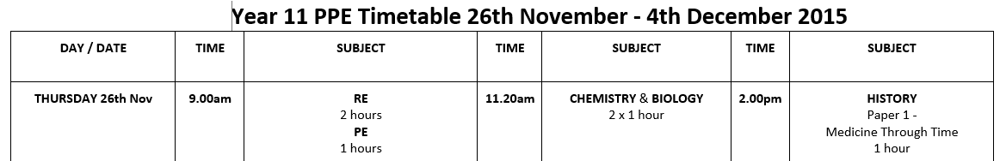 Year 11 PPE Timetable 26th November - 4th December 2015
DAY / DATE TIME SUBJECT TIME SUBJECT TIME SUBJECT
THURSDAY 26th Nov 9.00am RE 11.20am CHEMISTRY & BIOLOGY 2.00pm HISTORY
2 hours 2 x 1 hour Paper 1 -
PE Medicine Through Time
1 hours 1 hour